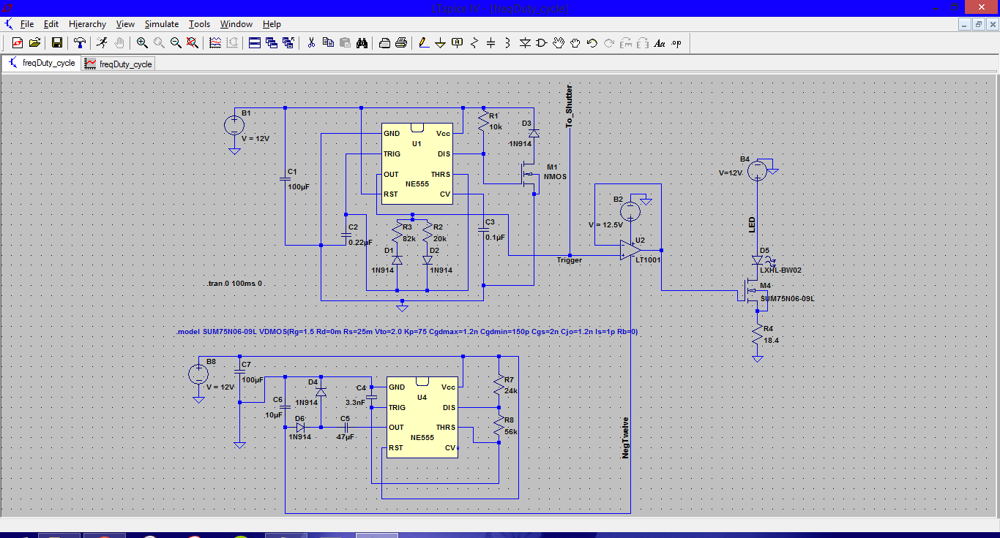 LTspice IV - [freqDuty_cycle]
File Edit Hierarchy View Simulate Tools Window Help
Aa .op
freqDuty_cycle freqDuty_cycle
To_Shutter
B1
V = 12V
GND Vcc
U1
TRIG DIS
OUT THRS
NE555
RST CV
R1
10k
D3
1N914
M1
NMOS
C1
100µF
C2
0.22µF
R3
82k
R2
20k
C3
0.1µF
D1
1N914
D2
1N914
B2
V = 12.5V
U2
LT1001
Trigger
B4
V=12V
LED
D5
LXHL-BW02
M4
SUM75N06-09L
R4
18.4
.tran 0 100ms 0
.model SUM75N06-09L VDMOS(Rg=1.5 Rd=0m Rs=25m Vto=2.0 Kp=75 Cgdmax=1.2n Cgdmin=150p Cgs=2n Cjo=1.2n Is=1p Rb=0)
B8
V = 12V
C7
100µF
D4
1N914
C6
10µF
D6
1N914
C5
47µF
C4
3.3nF
GND Vcc
U4
TRIG DIS
OUT THRS
NE555
RST CV
R7
24k
R8
56k
NegTwelve